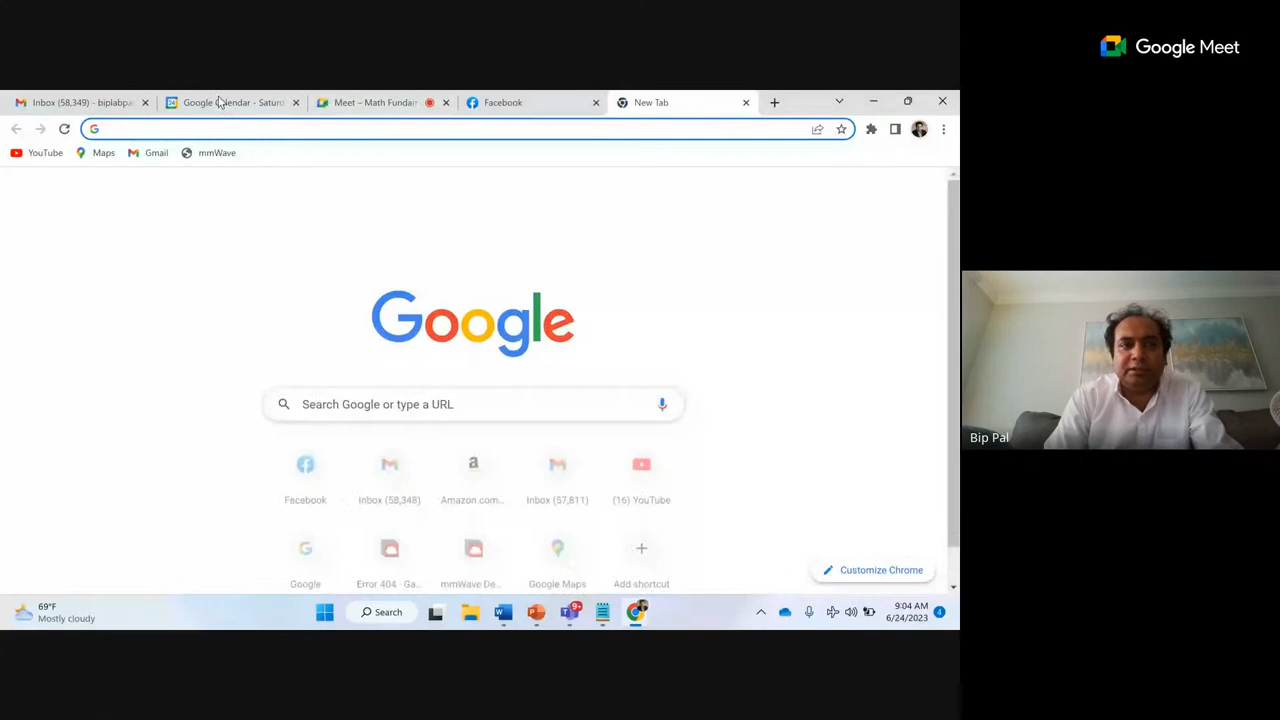 Google Meet
Inbox (58,349) - biplabpa
Google Calendar - Saturd
Meet – Math Fundam
Facebook
New Tab
YouTube
Maps
Gmail
mmWave
Google
Search Google or type a URL
Facebook
Inbox (58,348)
Amazon.com...
Inbox (57,811)
(16) YouTube
Google
Error 404 - Ga...
mmWave De...
Google Maps
Add shortcut
Customize Chrome
Bip Pal
69°F
Mostly cloudy
Search
9+
9:04 AM
6/24/2023
4